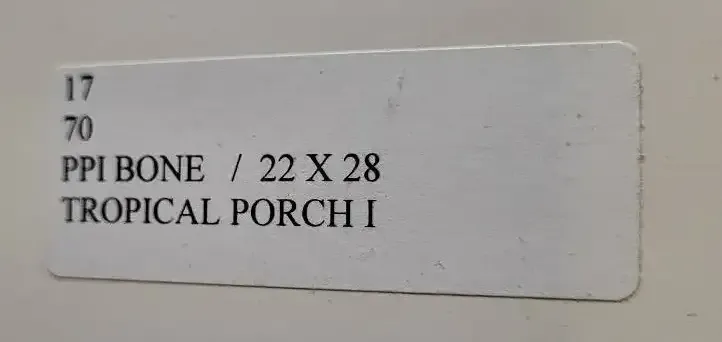 17
70
PPI BONE / 22 X 28
TROPICAL PORCH I